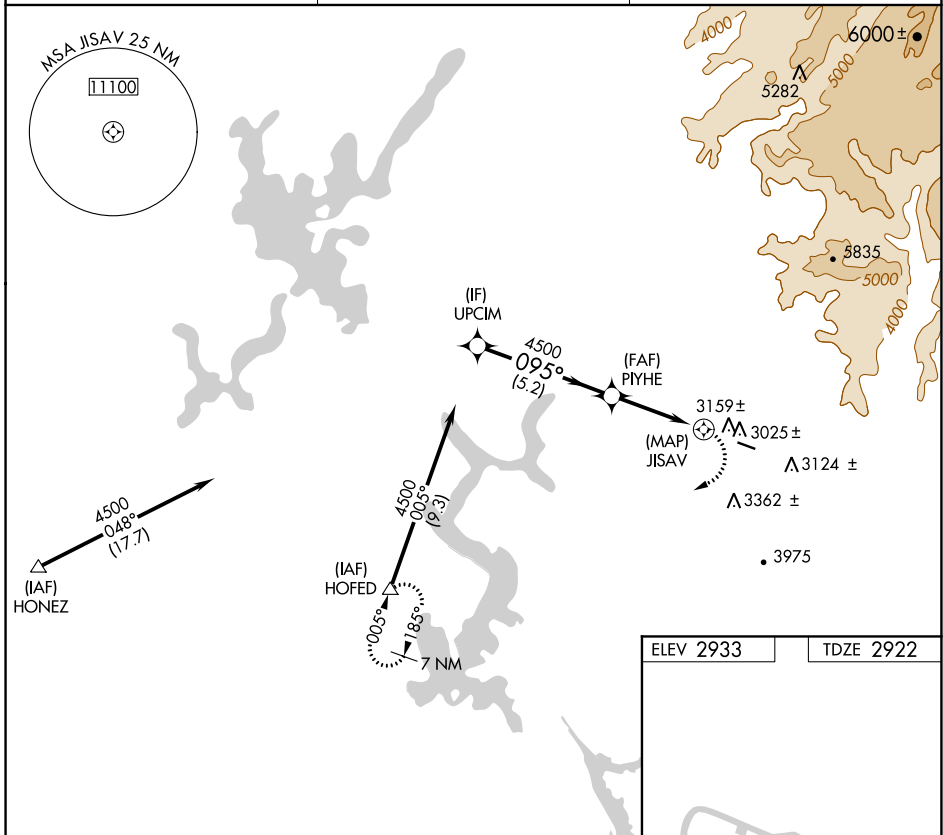 MSA JISAV 25 NM
11100
4000
6000±
5282
5000
5835
5000
4000
(IF)
UPCIM
4500
095°
(5.2)
(FAF)
PIYHE
3159±
(MAP)
JISAV
3025±
3124 ±
3362 ±
3975
4500
048°
(17.7)
(IAF)
HONEZ
4500
005°
(9.3)
(IAF)
HOFED
005°
185°
7 NM
ELEV 2933
TDZE 2922